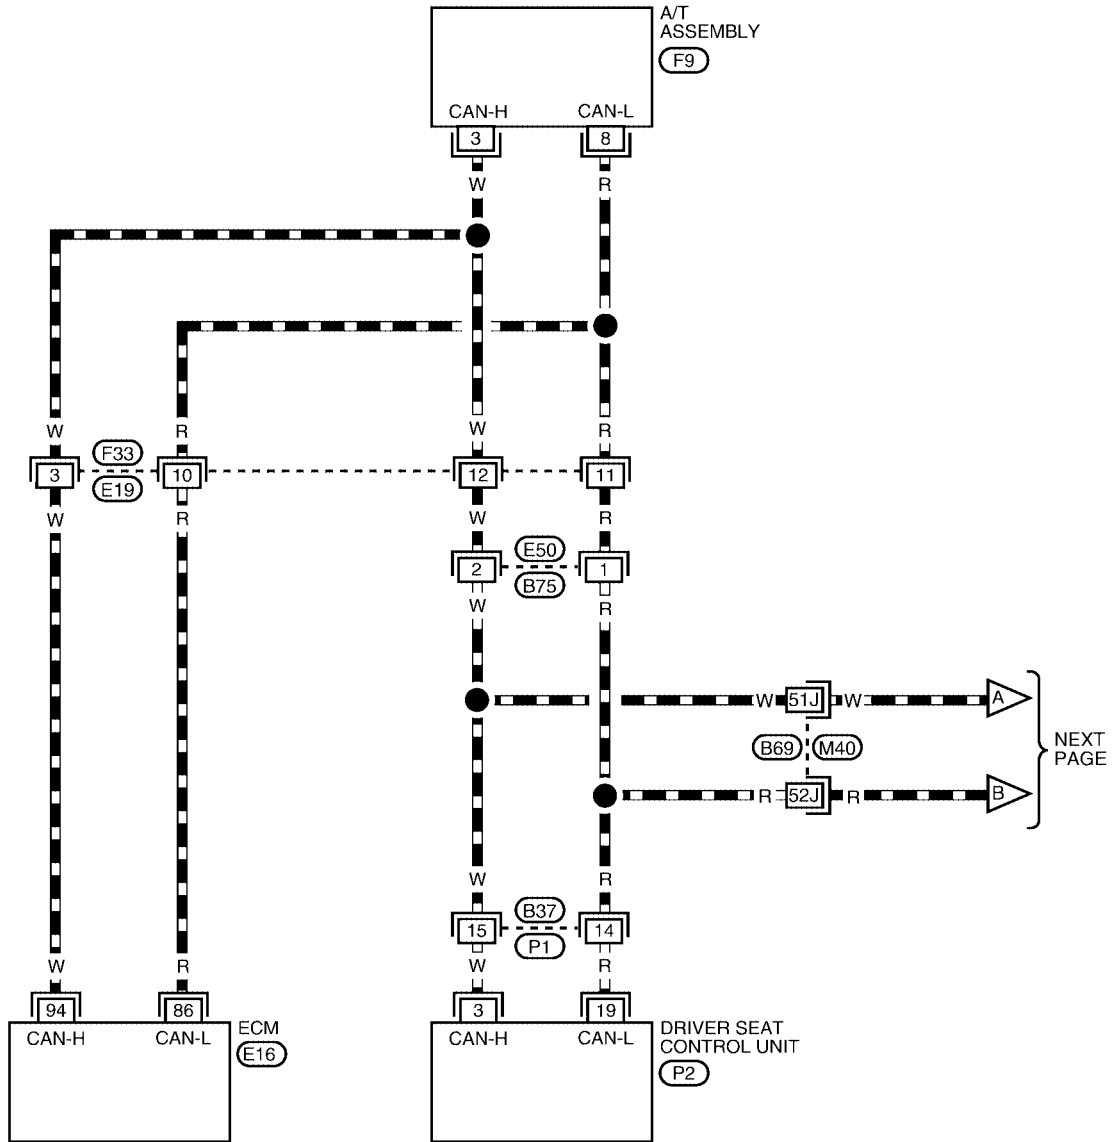 A/T
ASSEMBLY
F9
CAN-H CAN-L
3 8
W R
W R W R
F33
3 10 12 11
E19
W R W R
E50
2 1
B75
W R
W 51J W A
B69 M40
NEXT
PAGE
R 52J R B
W R
B37
15 14
P1
W R W R
94 86 3 19
CAN-H CAN-L ECM CAN-H CAN-L DRIVER SEAT
CONTROL UNIT
E16
P2